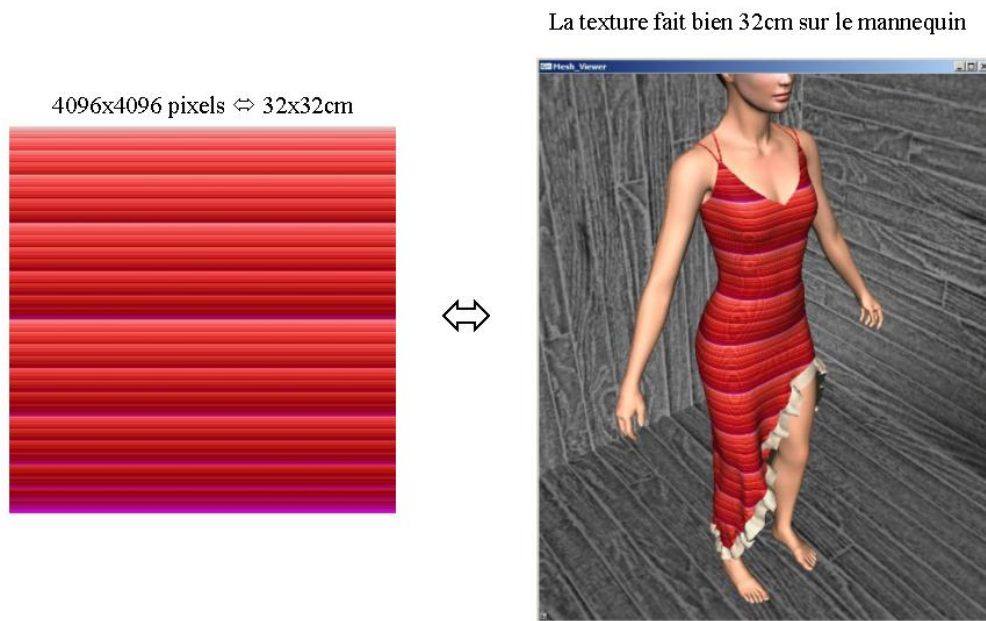 La texture fait bien 32cm sur le mannequin
Mesh_Viewer
4096x4096 pixels ⇔ 32x32cm